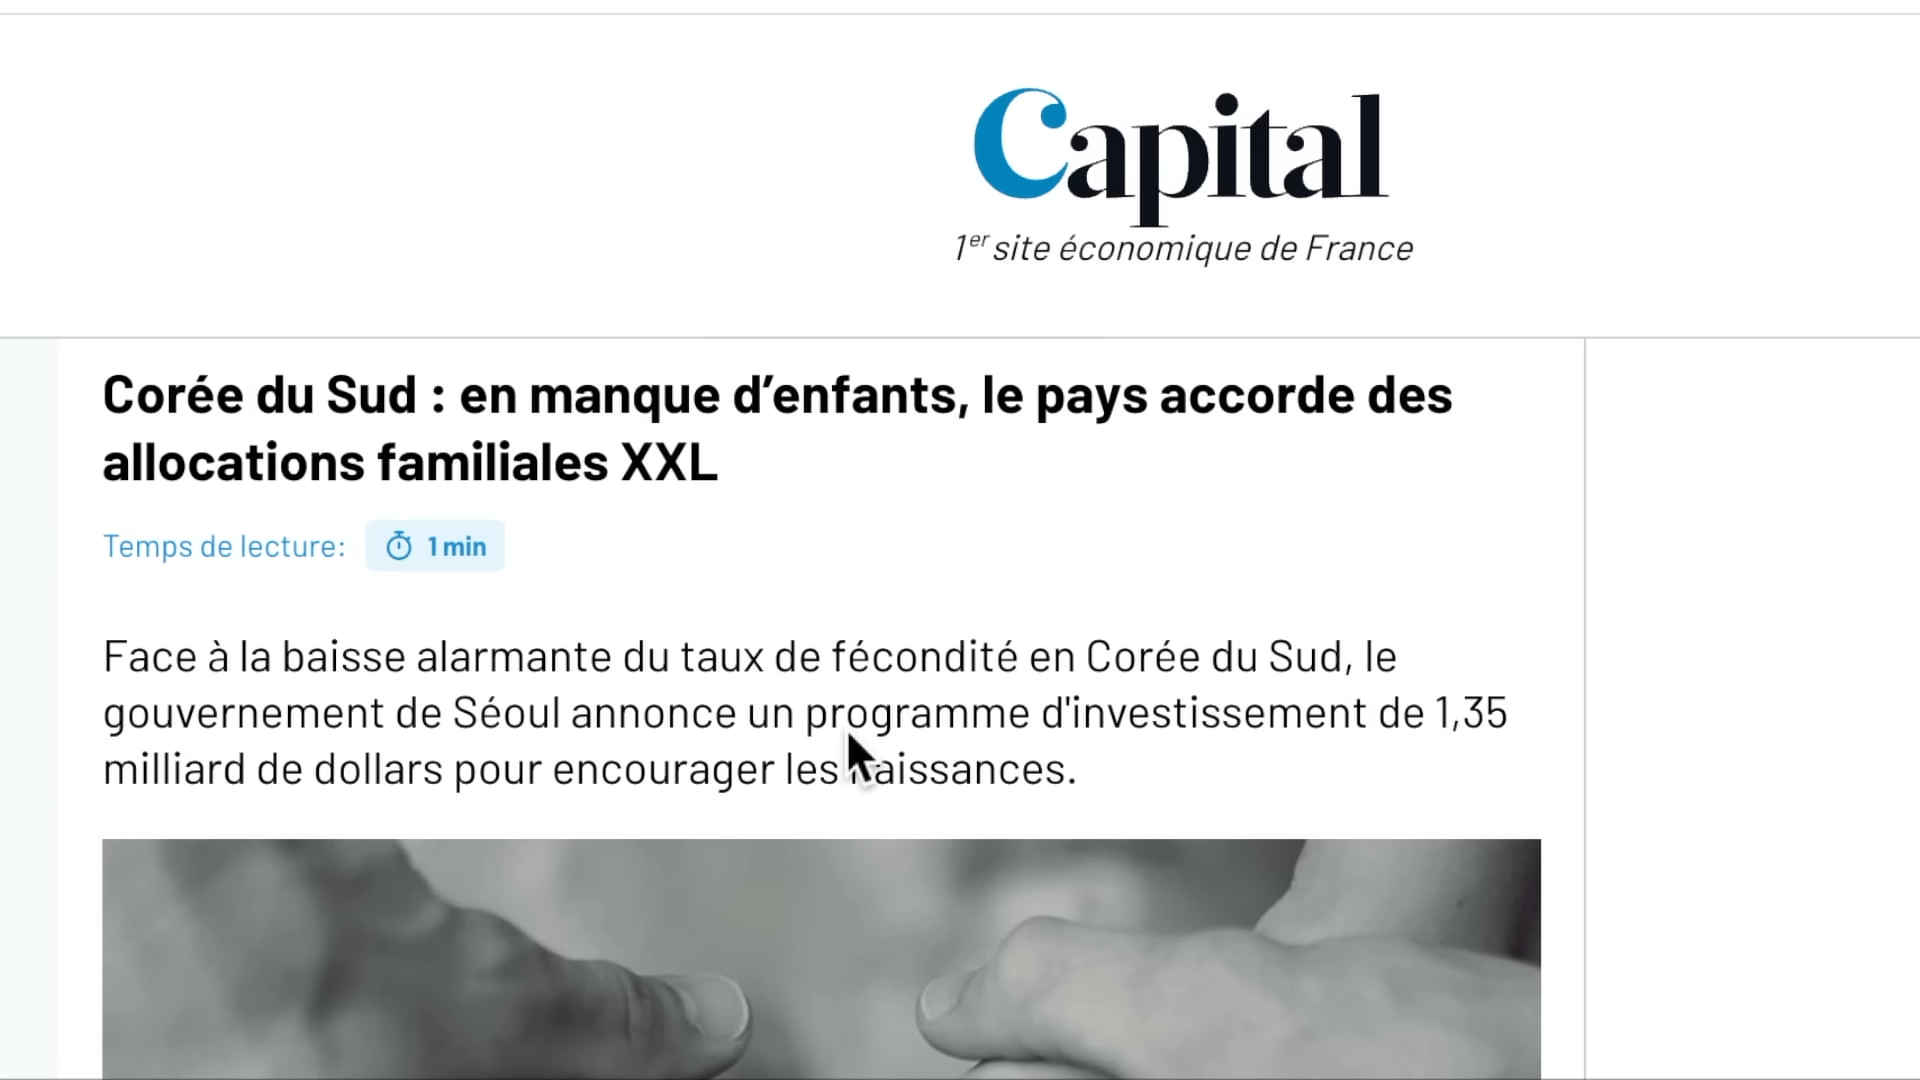 Capital
1er site économique de France
Corée du Sud : en manque d’enfants, le pays accorde des
allocations familiales XXL
Temps de lecture: 1 min
Face à la baisse alarmante du taux de fécondité en Corée du Sud, le
gouvernement de Séoul annonce un programme d'investissement de 1,35
milliard de dollars pour encourager les naissances.